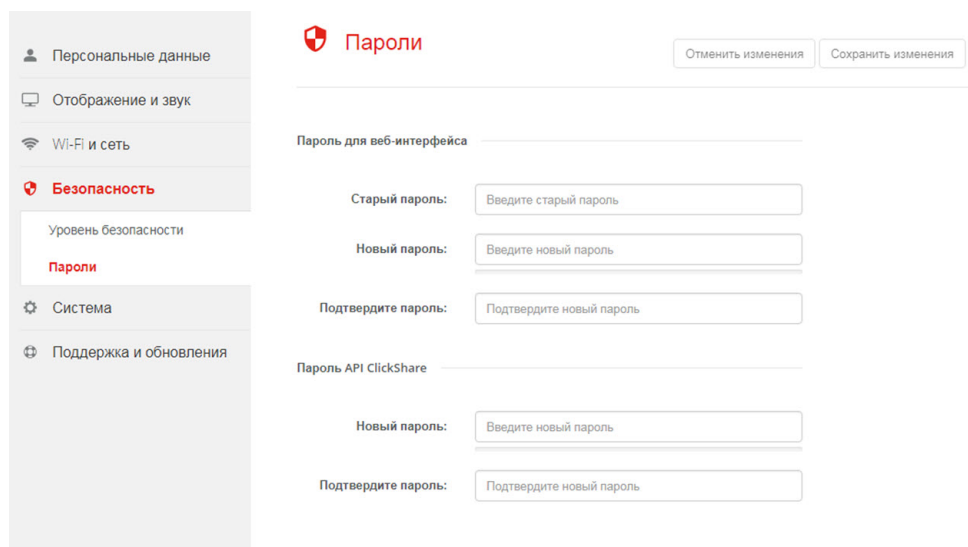 Персональные данные
Отображение и звук
Wi-Fi и сеть
Безопасность
Уровень безопасности
Пароли
Система
Поддержка и обновления
Пароли
Отменить изменения
Сохранить изменения
Пароль для веб-интерфейса
Старый пароль:
Введите старый пароль
Новый пароль:
Введите новый пароль
Подтвердите пароль:
Подтвердите новый пароль
Пароль API ClickShare
Новый пароль:
Введите новый пароль
Подтвердите пароль:
Подтвердите новый пароль